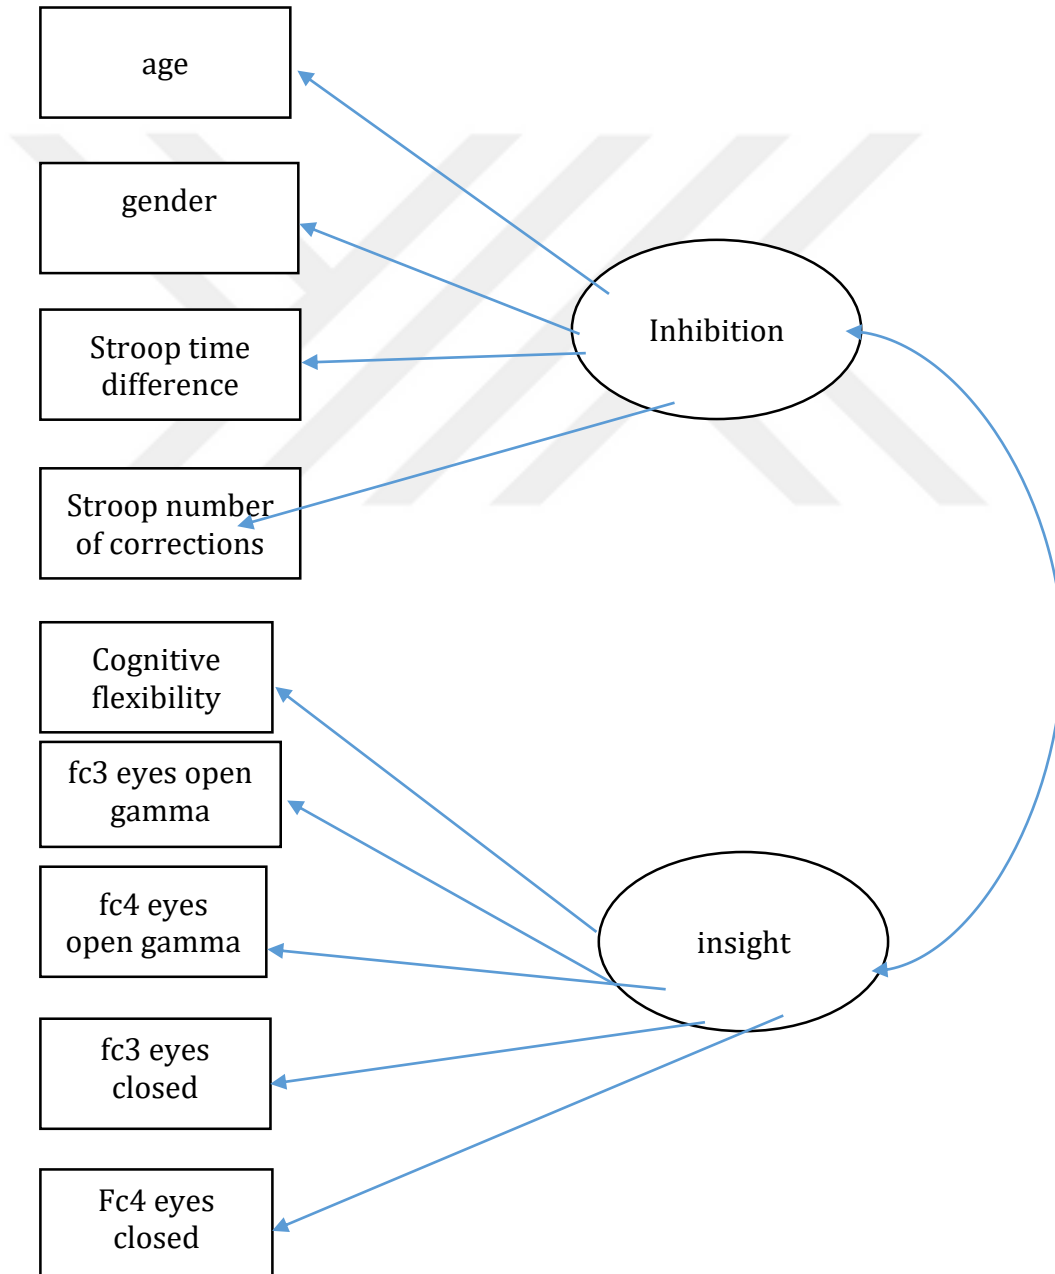 age
gender
Stroop time
difference
Inhibition
Stroop number
of corrections
Cognitive
flexibility
fc3 eyes open
gamma
fc4 eyes
open gamma
insight
fc3 eyes
closed
Fc4 eyes
closed